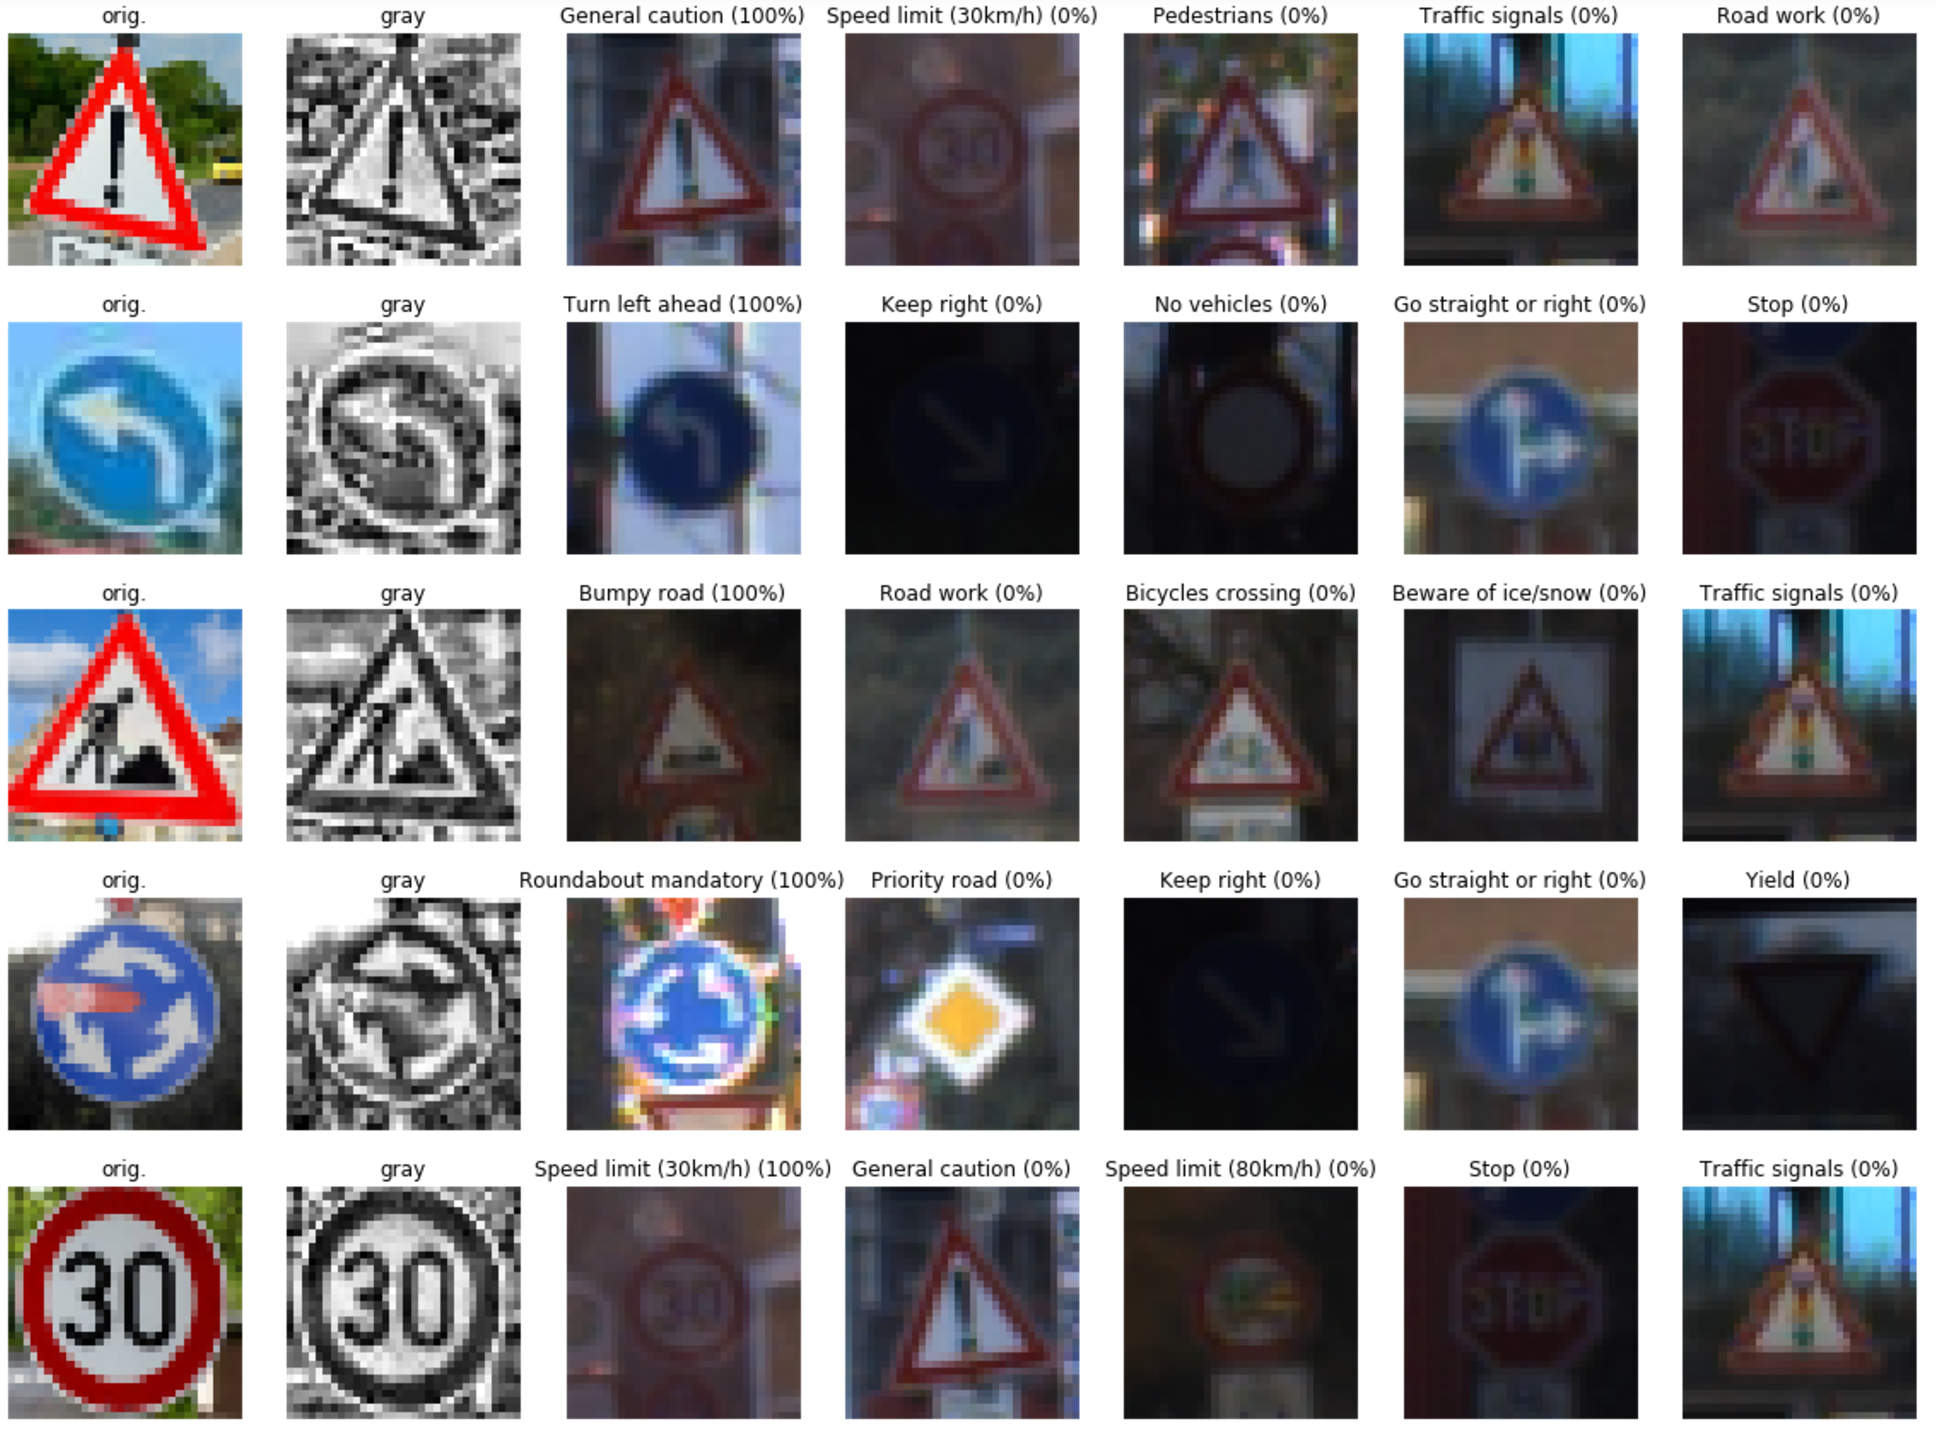 orig. gray General caution (100%) Speed limit (30km/h) (0%) Pedestrians (0%) Traffic signals (0%) Road work (0%)
30
orig. gray Turn left ahead (100%) Keep right (0%) No vehicles (0%) Go straight or right (0%) Stop (0%)
STOP
orig. gray Bumpy road (100%) Road work (0%) Bicycles crossing (0%) Beware of ice/snow (0%) Traffic signals (0%)
orig. gray Roundabout mandatory (100%) Priority road (0%) Keep right (0%) Go straight or right (0%) Yield (0%)
orig. gray Speed limit (30km/h) (100%) General caution (0%) Speed limit (80km/h) (0%) Stop (0%) Traffic signals (0%)
30 30 30 STOP